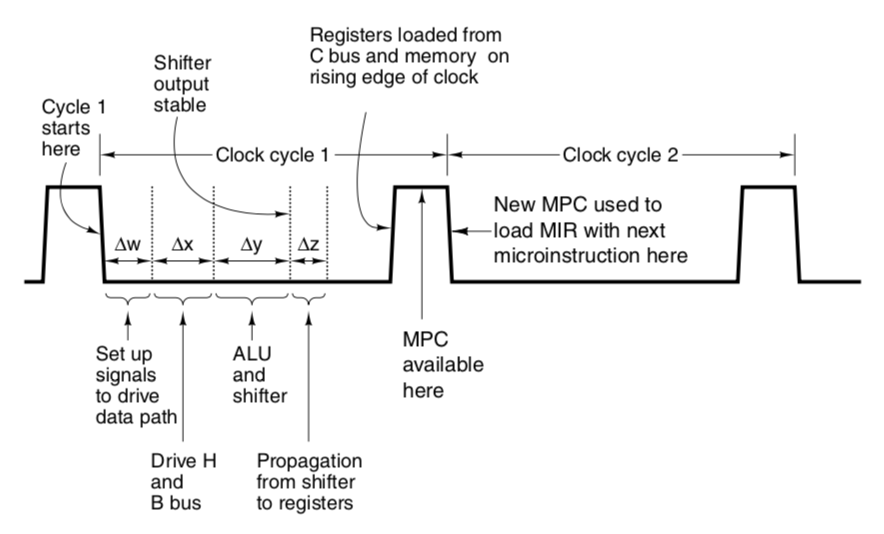 Registers loaded from
C bus and memory on
rising edge of clock
Shifter
output
stable
Cycle 1
starts
here
Clock cycle 1
Clock cycle 2
New MPC used to
load MIR with next
microinstruction here
Δw
Δx
Δy
Δz
Set up
signals
to drive
data path
ALU
and
shifter
MPC
available
here
Drive H
and
B bus
Propagation
from shifter
to registers